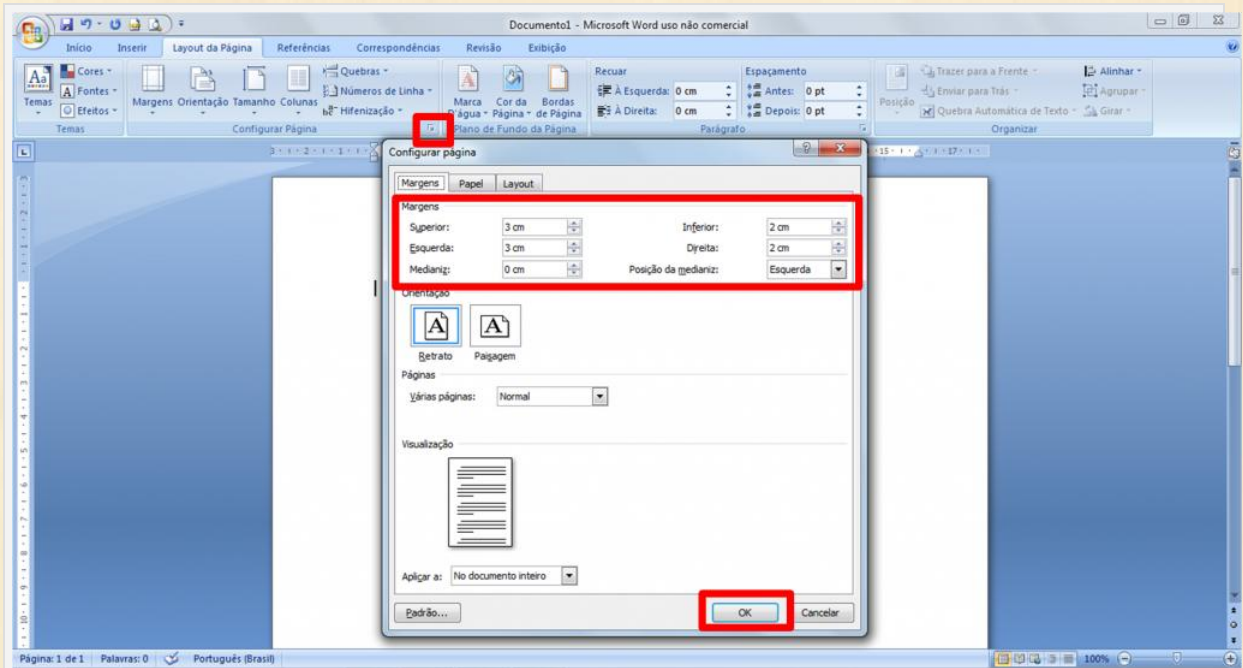 Documento1 - Microsoft Word uso não comercial
Início Inserir Layout da Página Referências Correspondências Revisão Exibição
Aa Cores Quebras Recuar Espaçamento Trazer para a Frente Alinhar
A Fontes Números de Linha À Esquerda: 0 cm Antes: 0 pt Enviar para Trás Agrupar
Temas Efeitos Margens Orientação Tamanho Colunas Hifenização Marca D'água Cor da Página Bordas de Página À Direita: 0 cm Depois: 0 pt Posição Quebra Automática de Texto Girar
Temas Configurar Página Plano de Fundo da Página Parágrafo Organizar
Configurar página
Margens Papel Layout
Margens
Superior: 3 cm Inferior: 2 cm
Esquerda: 3 cm Direita: 2 cm
Medianiz: 0 cm Posição da medianiz: Esquerda
Orientação
A A
Retrato Paisagem
Páginas
Várias páginas: Normal
Visualização
Aplicar a: No documento inteiro
Padrão... OK Cancelar
Página: 1 de 1 Palavras: 0 Português (Brasil) 100%